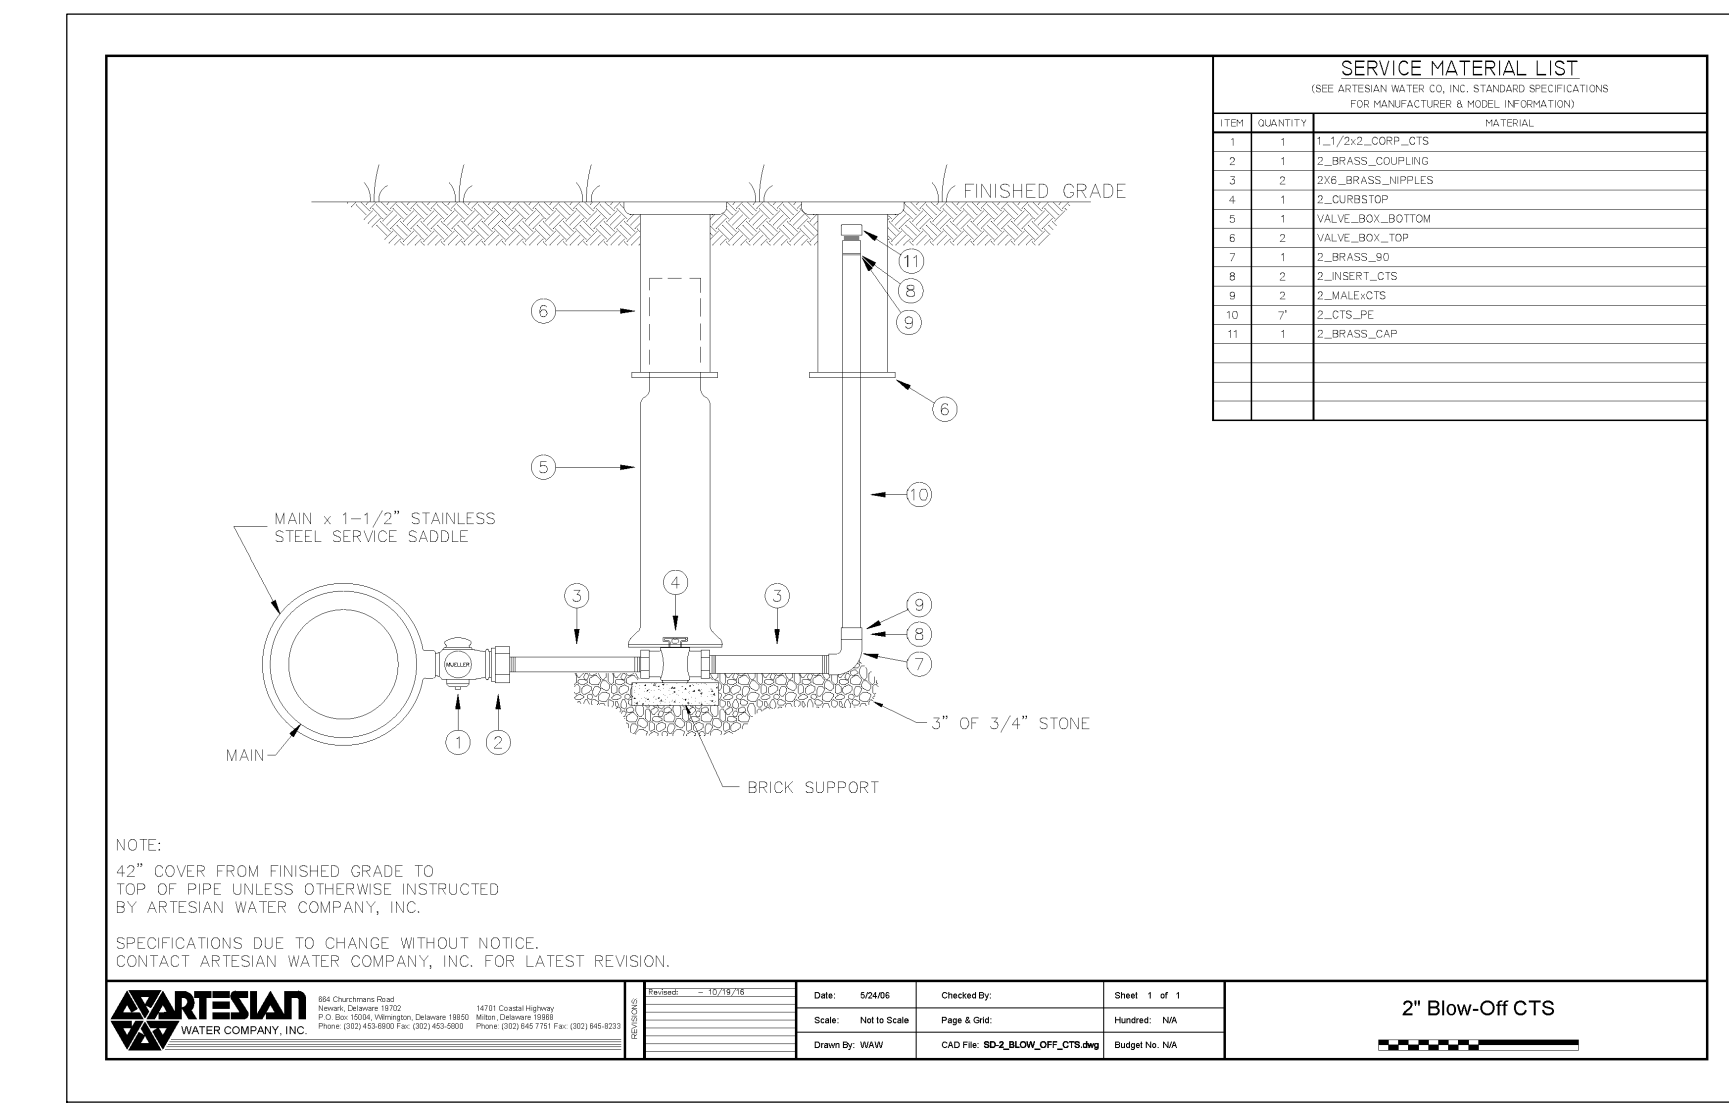 SERVICE MATERIAL LIST
(SEE ARTESIAN WATER CO, INC. STANDARD SPECIFICATIONS
FOR MANUFACTURER & MODEL INFORMATION)
ITEM QUANTITY MATERIAL
1 1 1_1/2x2_CORP_CTS
2 1 2_BRASS_COUPLING
3 2 2X6_BRASS_NIPPLES
4 1 2_CURBSTOP
5 1 VALVE_BOX_BOTTOM
6 2 VALVE_BOX_TOP
7 1 2_BRASS_90
8 2 2_INSERT_CTS
9 2 2_MALExCTS
10 7' 2_CTS_PE
11 1 2_BRASS_CAP
FINISHED GRADE
11
8
9
6
6
5
10
MAIN x 1-1/2" STAINLESS
STEEL SERVICE SADDLE
3
4
3
9
8
7
MUELLER
3" OF 3/4" STONE
MAIN
1
2
BRICK SUPPORT
NOTE:
42" COVER FROM FINISHED GRADE TO
TOP OF PIPE UNLESS OTHERWISE INSTRUCTED
BY ARTESIAN WATER COMPANY, INC.
SPECIFICATIONS DUE TO CHANGE WITHOUT NOTICE.
CONTACT ARTESIAN WATER COMPANY, INC. FOR LATEST REVISION.
ARTESIAN
WATER COMPANY, INC.
664 Churchmans Road
Newark, Delaware 19702
P.O. Box 15004, Wilmington, Delaware 19850
Phone: (302) 453-6900 Fax: (302) 453-5800
14701 Coastal Highway
Milton, Delaware 19968
Phone: (302) 645 7751 Fax: (302) 645-8233
REVISIONS:
Revised: - 10/19/16
Date: 5/24/06
Scale: Not to Scale
Drawn By: WAW
Checked By:
Page & Grid:
CAD File: SD-2_BLOW_OFF_CTS.dwg
Sheet 1 of 1
Hundred: N/A
Budget No. N/A
2" Blow-Off CTS